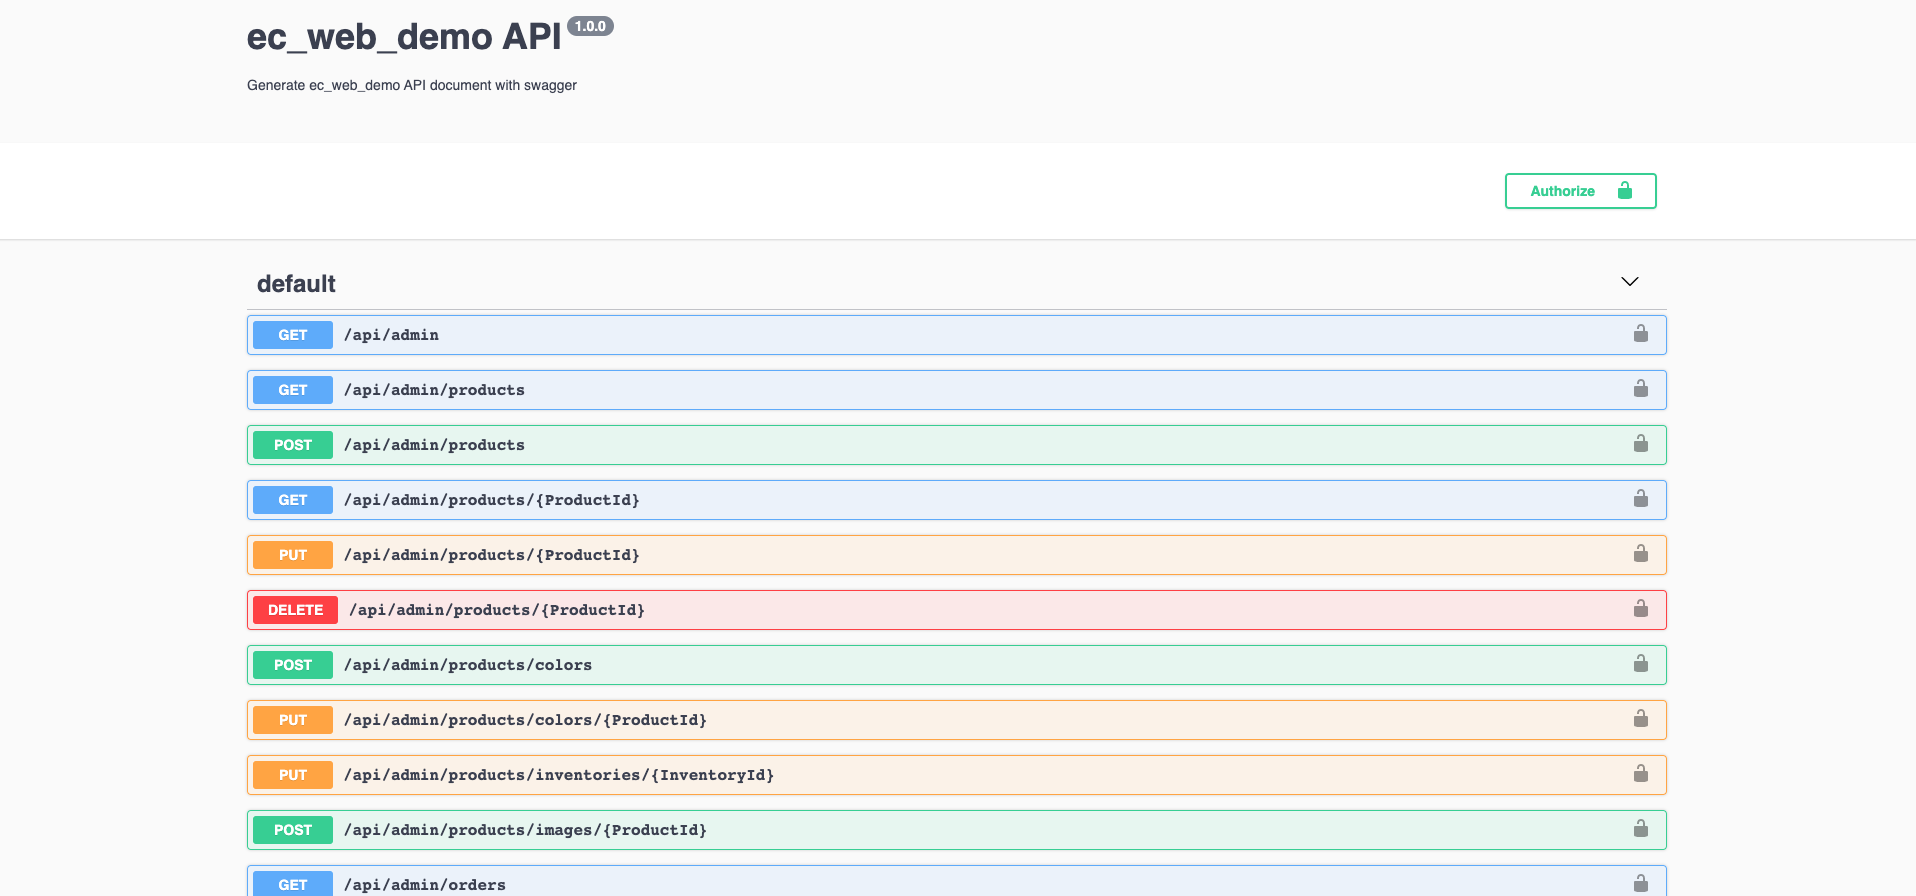 ec_web_demo API 1.0.0
Generate ec_web_demo API document with swagger
Authorize
default
GET /api/admin
GET /api/admin/products
POST /api/admin/products
GET /api/admin/products/{ProductId}
PUT /api/admin/products/{ProductId}
DELETE /api/admin/products/{ProductId}
POST /api/admin/products/colors
PUT /api/admin/products/colors/{ProductId}
PUT /api/admin/products/inventories/{InventoryId}
POST /api/admin/products/images/{ProductId}
GET /api/admin/orders